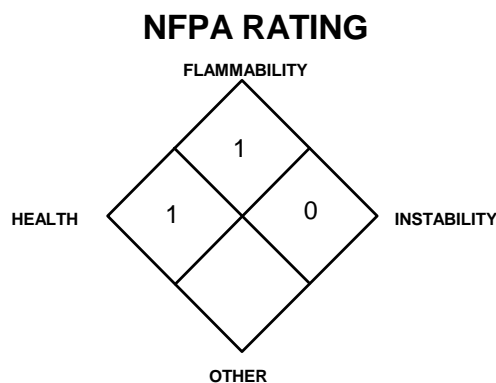 NFPA RATING
FLAMMABILITY
1
HEALTH
1
0
INSTABILITY
OTHER